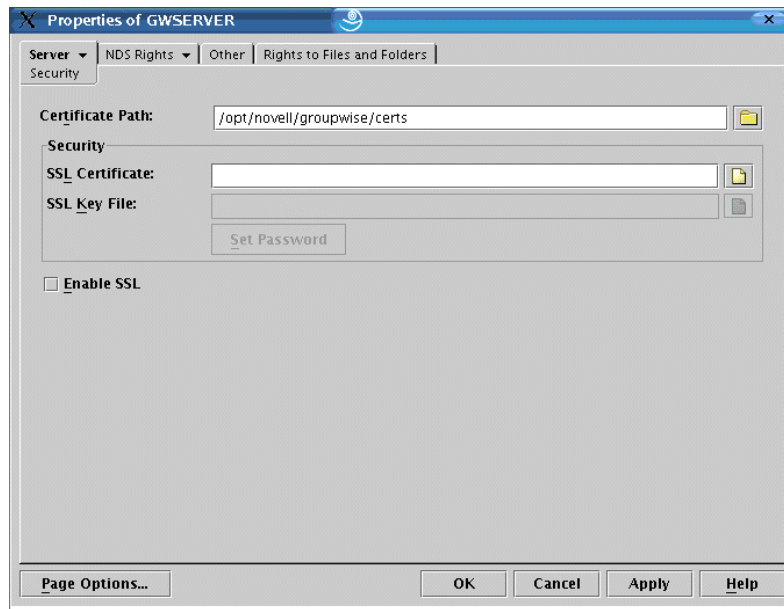 Properties of GWSERVER
Server NDS Rights Other Rights to Files and Folders
Security
Certificate Path: /opt/novell/groupwise/certs
Security
SSL Certificate:
SSL Key File:
Set Password
Enable SSL
Page Options... OK Cancel Apply Help